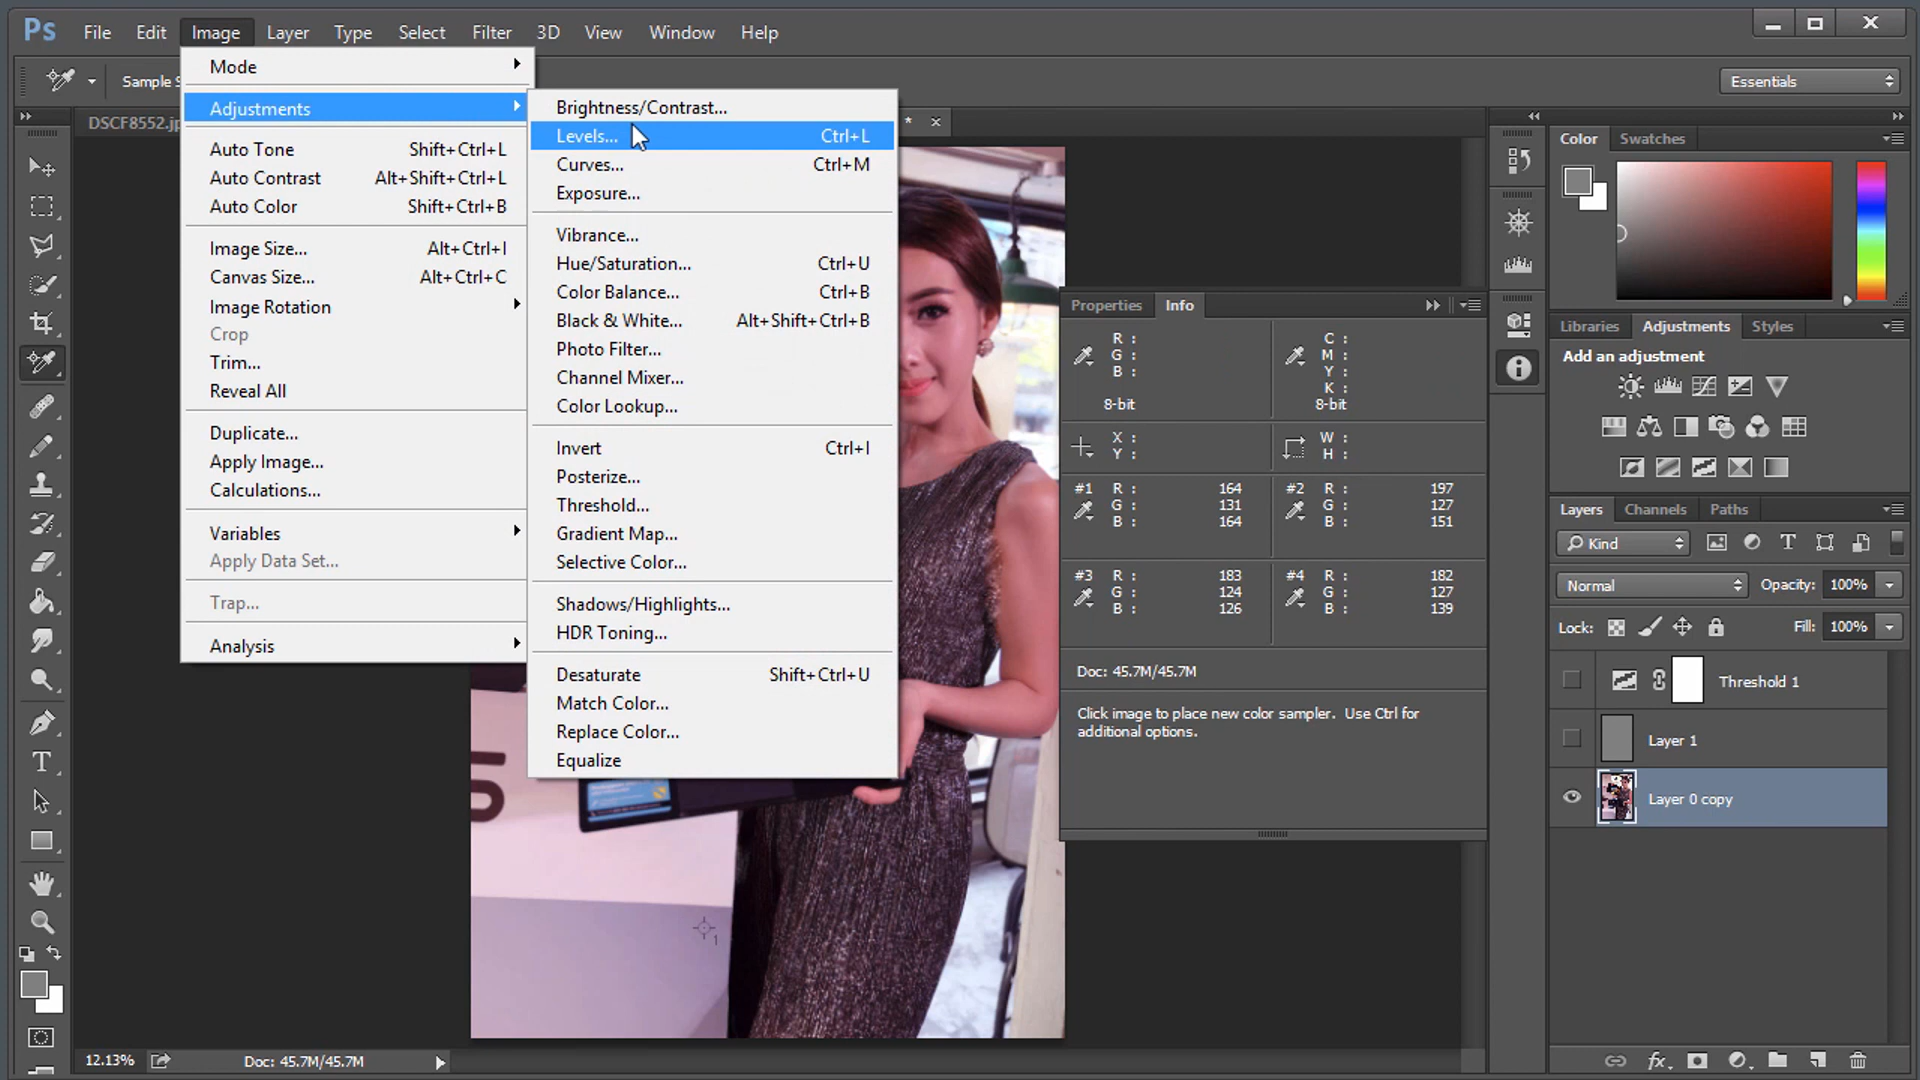 Ps File Edit Image Layer Type Select Filter 3D View Window Help
Sample S
Essentials
DSCF8552.jp
* ×
Mode
Adjustments
Auto Tone Shift+Ctrl+L
Auto Contrast Alt+Shift+Ctrl+L
Auto Color Shift+Ctrl+B
Image Size... Alt+Ctrl+I
Canvas Size... Alt+Ctrl+C
Image Rotation
Crop
Trim...
Reveal All
Duplicate...
Apply Image...
Calculations...
Variables
Apply Data Set...
Trap...
Analysis
Brightness/Contrast...
Levels... Ctrl+L
Curves... Ctrl+M
Exposure...
Vibrance...
Hue/Saturation... Ctrl+U
Color Balance... Ctrl+B
Black & White... Alt+Shift+Ctrl+B
Photo Filter...
Channel Mixer...
Color Lookup...
Invert Ctrl+I
Posterize...
Threshold...
Gradient Map...
Selective Color...
Shadows/Highlights...
HDR Toning...
Desaturate Shift+Ctrl+U
Match Color...
Replace Color...
Equalize
Properties Info
R : C :
G : M :
B : Y :
K :
8-bit 8-bit
X : W :
Y : H :
#1 R : 164 #2 R : 197
G : 131 G : 127
B : 164 B : 151
#3 R : 183 #4 R : 182
G : 124 G : 127
B : 126 B : 139
Doc: 45.7M/45.7M
Click image to place new color sampler. Use Ctrl for
additional options.
Color Swatches
Libraries Adjustments Styles
Add an adjustment
Layers Channels Paths
Kind
Normal Opacity: 100%
Lock: Fill: 100%
Threshold 1
Layer 1
Layer 0 copy
1
12.13% Doc: 45.7M/45.7M